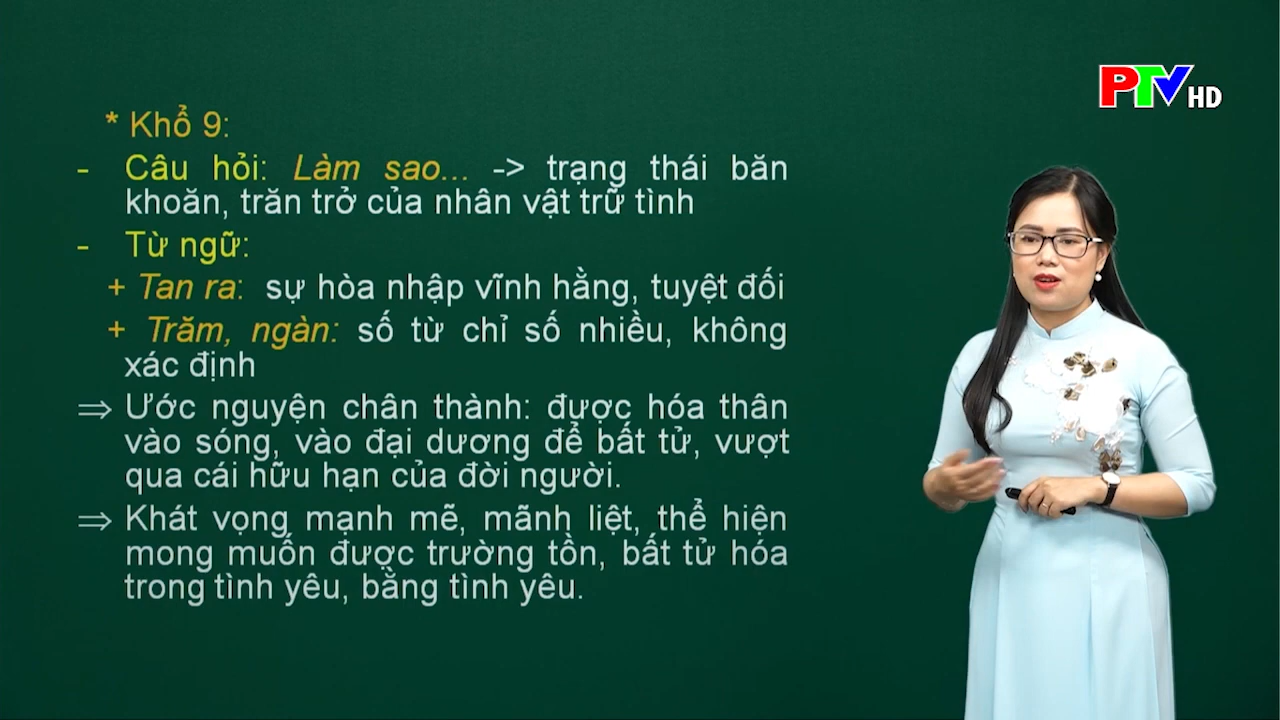 PTV HD
* Khổ 9:
- Câu hỏi: Làm sao... -> trạng thái băn
khoăn, trăn trở của nhân vật trữ tình
- Từ ngữ:
+ Tan ra: sự hòa nhập vĩnh hằng, tuyệt đối
+ Trăm, ngàn: số từ chỉ số nhiều, không
xác định
⇒ Ước nguyện chân thành: được hóa thân
vào sóng, vào đại dương để bất tử, vượt
qua cái hữu hạn của đời người.
⇒ Khát vọng mạnh mẽ, mãnh liệt, thể hiện
mong muốn được trường tồn, bất tử hóa
trong tình yêu, bằng tình yêu.